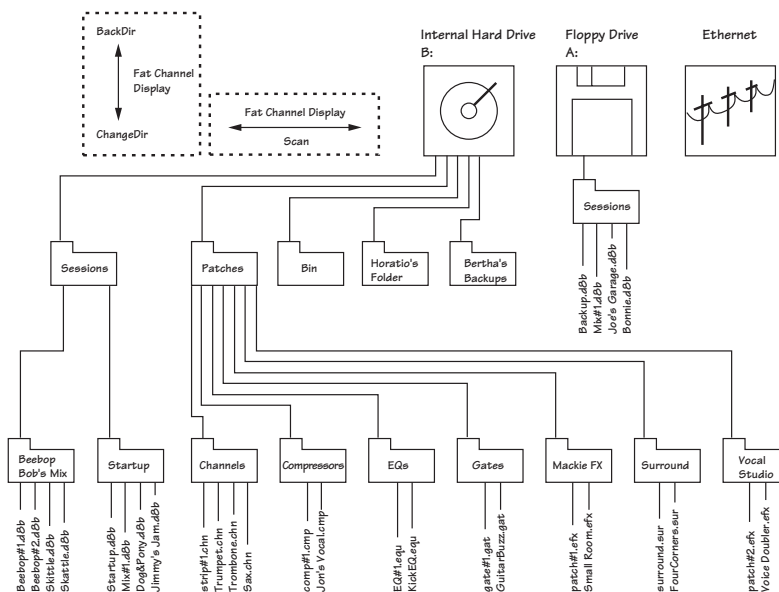 BackDir
Fat Channel
Display
ChangeDir
Fat Channel Display
Scan
Internal Hard Drive
B:
Floppy Drive
A:
Ethernet
Sessions
Backup.d8b
Mix#1.d8b
Joe's Garage.d8b
Bonnie.d8b
Sessions
Patches
Bin
Horatio's
Folder
Bertha's
Backups
Beebop
Bob's Mix
Startup
Channels
Compressors
EQs
Gates
Mackie FX
Surround
Vocal
Studio
Beebop#1.d8b
Beebop#2.d8b
Skittle.d8b
Skattle.d8b
Startup.d8b
Mix#1.d8b
Dog&Pony.d8b
JImmy's Jam.d8b
strip#1.chn
Trumpet.chn
Trombone.chn
Sax.chn
comp#1.cmp
Jon's Vocal.cmp
EQ#1.equ
KickEQ.equ
gate#1.gat
GuitarBuzz.gat
patch#1.efx
Small Room.efx
surround.sur
FourCorners.sur
patch#2.efx
Voice Doubler.efx